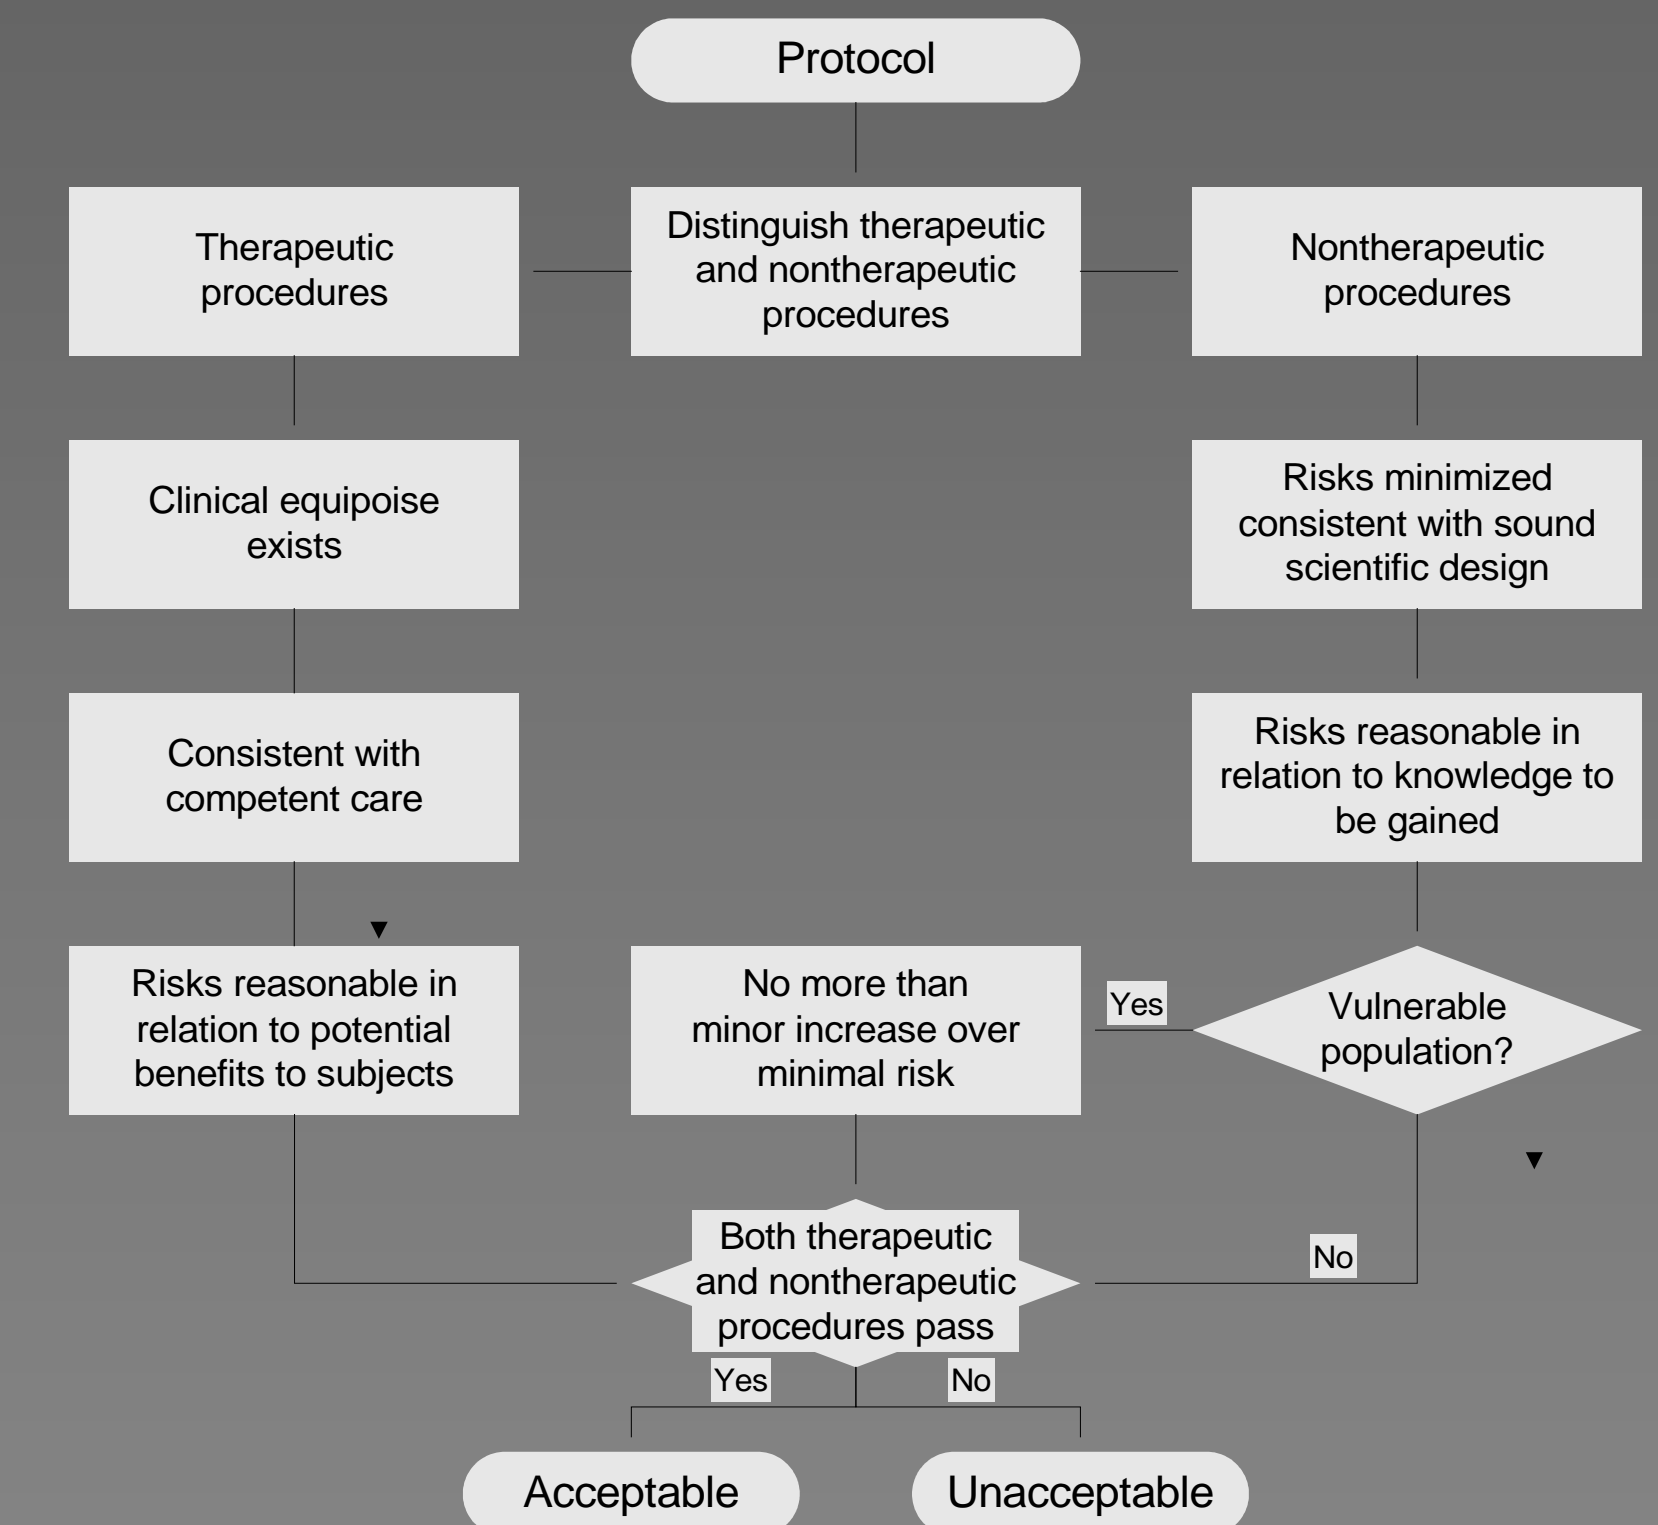 Protocol
Therapeutic
procedures
Distinguish therapeutic
and nontherapeutic
procedures
Nontherapeutic
procedures
Clinical equipoise
exists
Risks minimized
consistent with sound
scientific design
Consistent with
competent care
Risks reasonable in
relation to knowledge to
be gained
Risks reasonable in
relation to potential
benefits to subjects
No more than
minor increase over
minimal risk
Yes
Vulnerable
population?
Both therapeutic
and nontherapeutic
procedures pass
No
Yes
No
Acceptable
Unacceptable